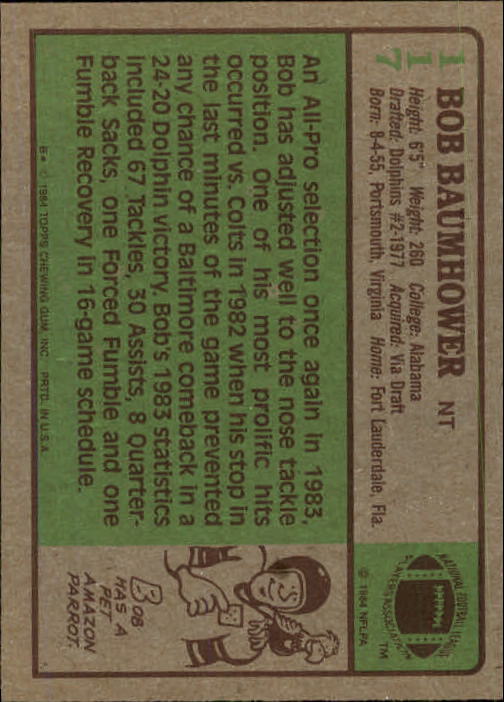 117
BOB BAUMHOWER NT
Height: 6'5" Weight: 260 College: Alabama
Drafted: Dolphins #2-1977 Acquired: Via Draft
Born: 8-4-55, Portsmouth, Virginia Home: Fort Lauderdale, Fla.
NATIONAL FOOTBALL LEAGUE
PLAYERS ASSOCIATION
TM
© 1984 NFLPA
An All-Pro selection once again in 1983,
Bob has adjusted well to the nose tackle
position. One of his most prolific hits
occurred vs. Colts in 1982 when his stop in
the last minutes of the game prevented
any chance of a Baltimore comeback in a
24-20 Dolphin victory. Bob's 1983 statistics
included 67 Tackles, 30 Assists, 8 Quarter-
back Sacks, one Forced Fumble and one
Fumble Recovery in 16-game schedule.
BOB
HAS A
PET
AMAZON
PARROT.
B* © 1984 TOPPS CHEWING GUM, INC. PRTD. IN U.S.A.